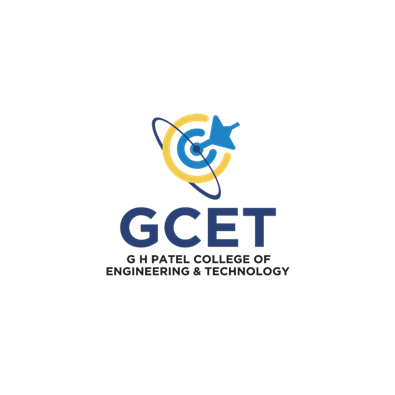 GCET
G H PATEL COLLEGE OF
ENGINEERING & TECHNOLOGY